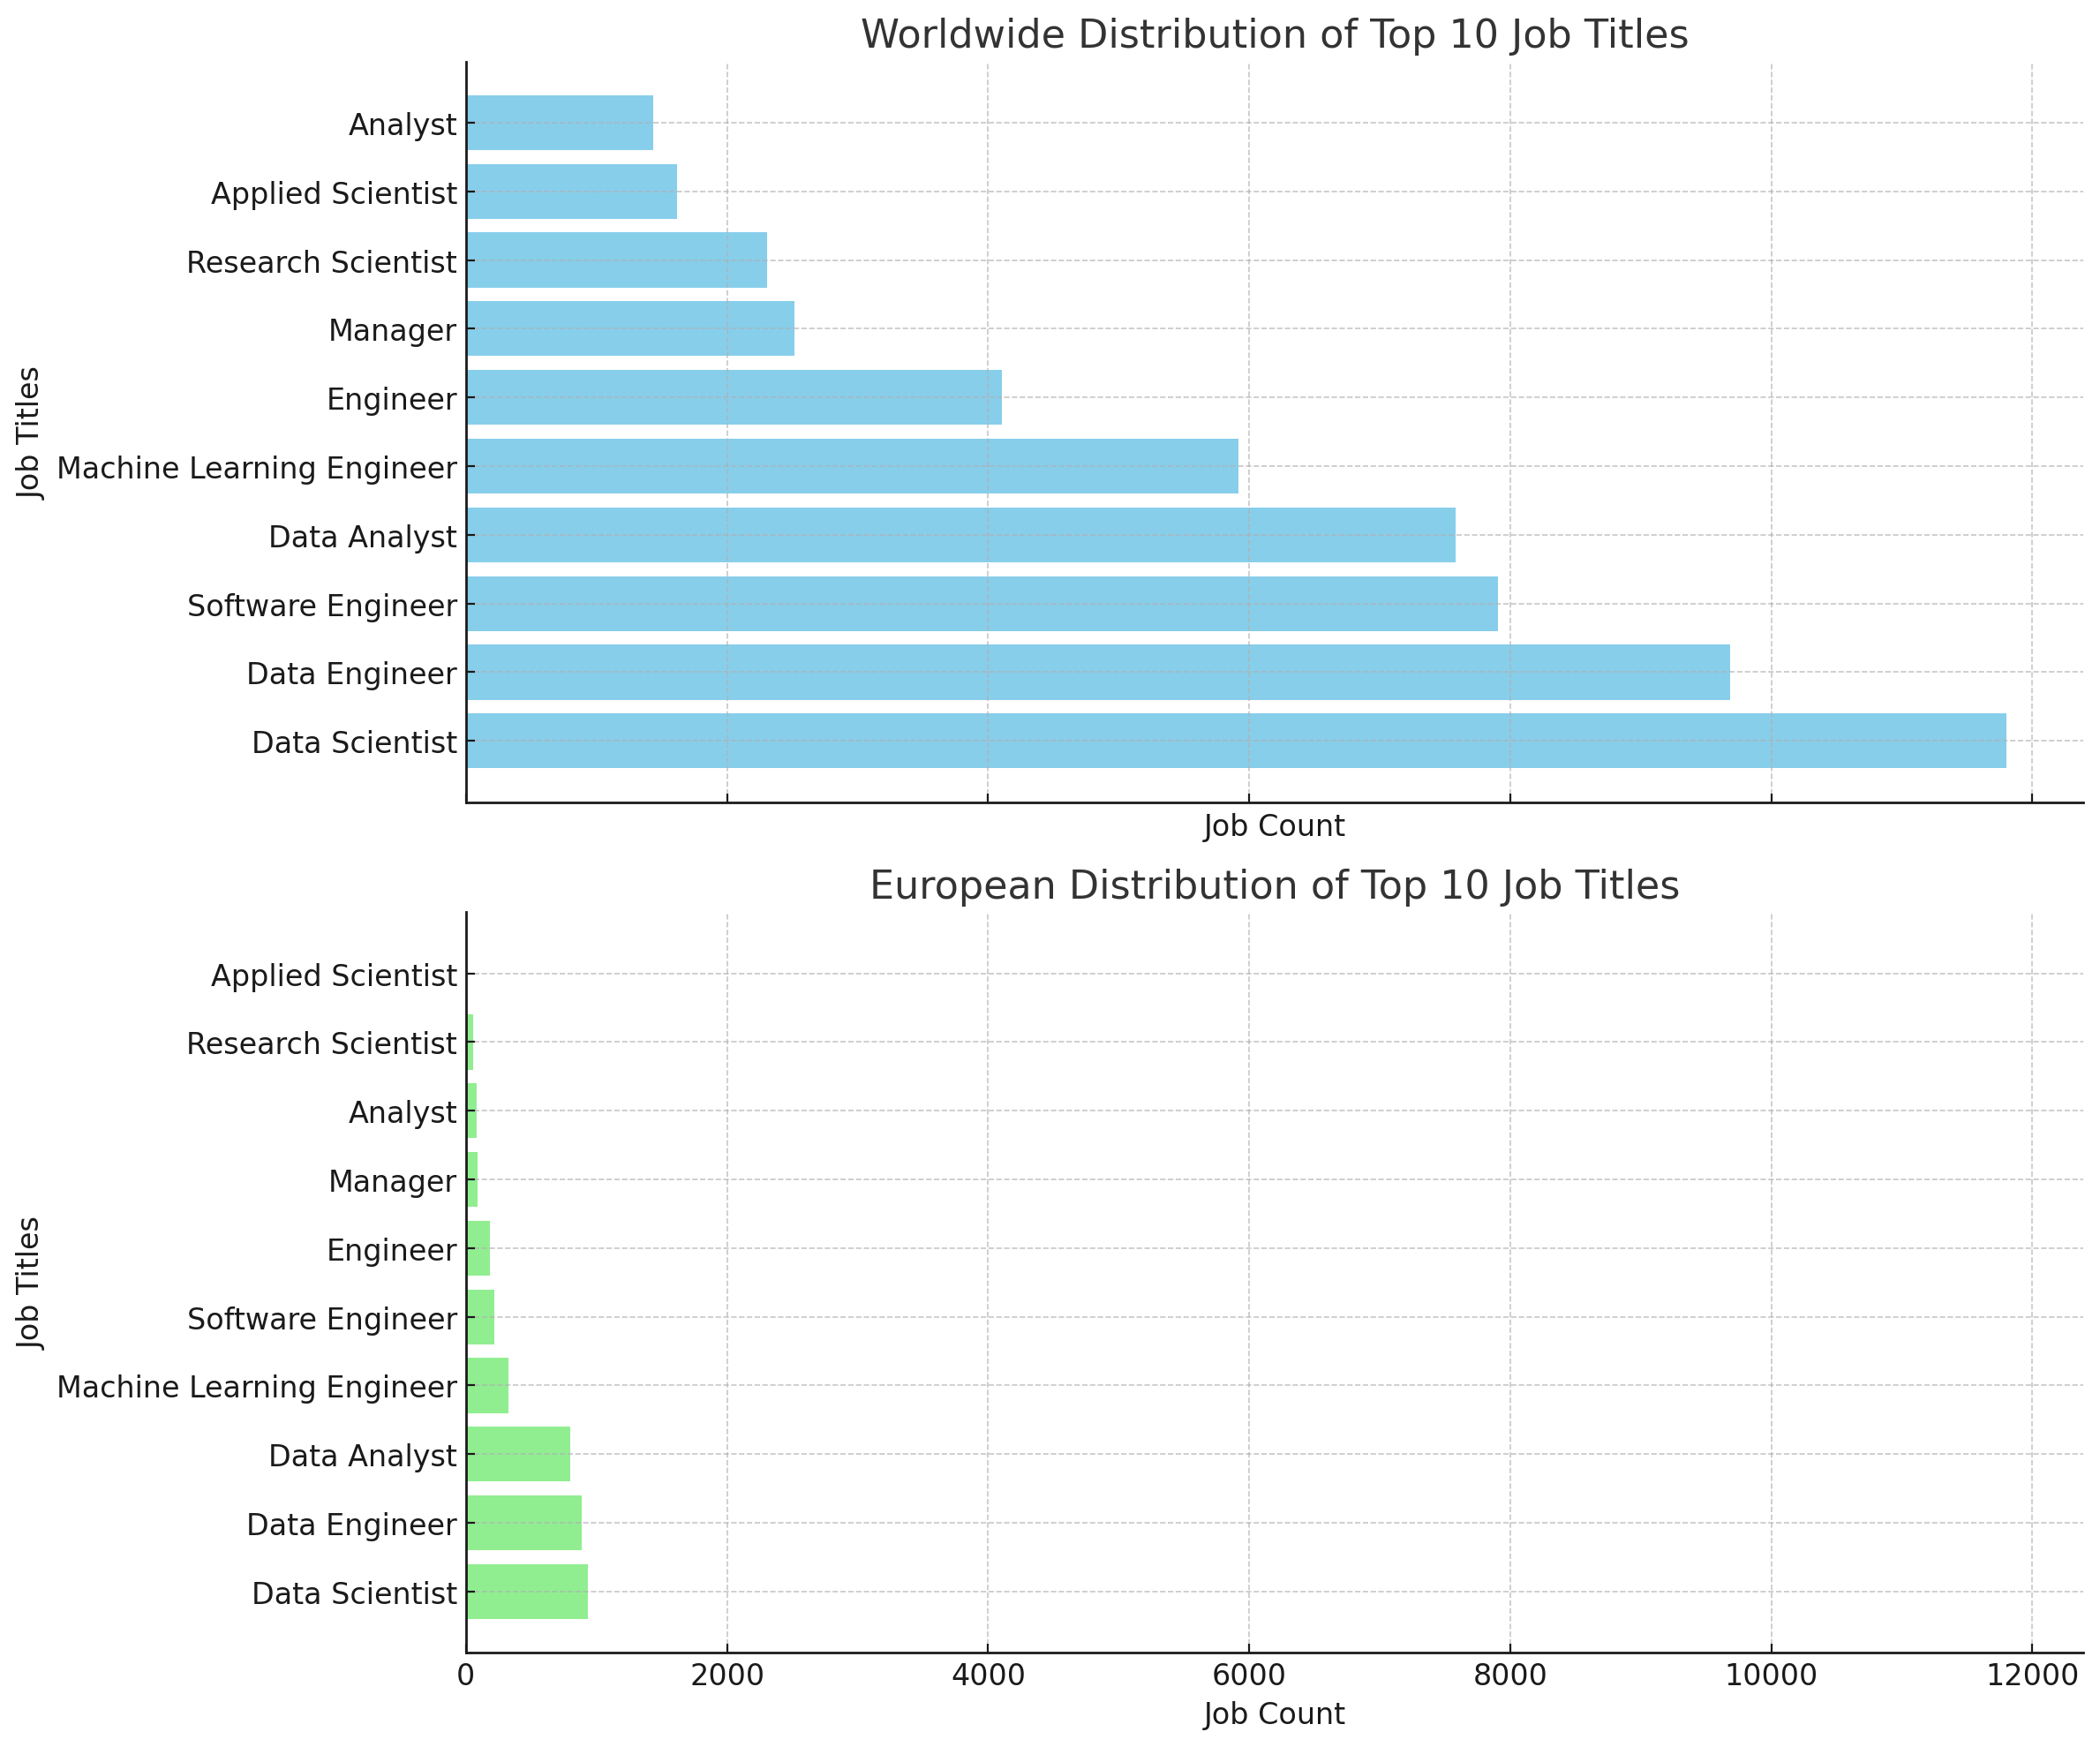 Worldwide Distribution of Top 10 Job Titles
Job Titles
Analyst
Applied Scientist
Research Scientist
Manager
Engineer
Machine Learning Engineer
Data Analyst
Software Engineer
Data Engineer
Data Scientist
Job Count
European Distribution of Top 10 Job Titles
Job Titles
Applied Scientist
Research Scientist
Analyst
Manager
Engineer
Software Engineer
Machine Learning Engineer
Data Analyst
Data Engineer
Data Scientist
0 2000 4000 6000 8000 10000 12000
Job Count